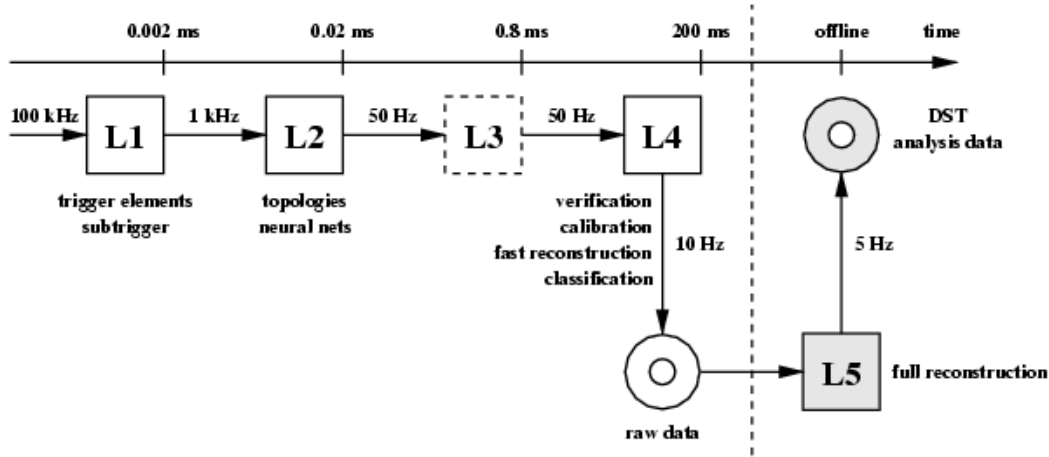 0.002 ms
0.02 ms
0.8 ms
200 ms
offline
time
100 kHz
L1
1 kHz
L2
50 Hz
L3
50 Hz
L4
DST
analysis data
trigger elements
subtrigger
topologies
neural nets
verification
calibration
fast reconstruction
classification
10 Hz
5 Hz
L5
full reconstruction
raw data